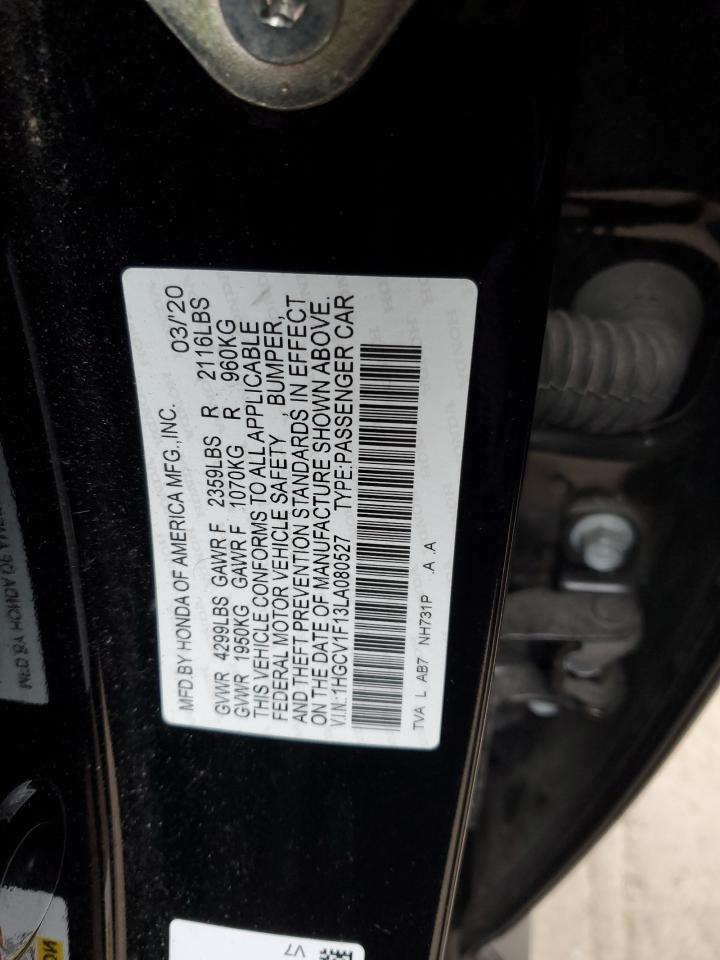 MFD.BY HONDA OF AMERICA MFG.,INC. 03/'20
GVWR 4299LBS GAWR F 2359LBS R 2116LBS
GVWR 1950KG GAWR F 1070KG R 960KG
THIS VEHICLE CONFORMS TO ALL APPLICABLE
FEDERAL MOTOR VEHICLE SAFETY , BUMPER,
AND THEFT PREVENTION STANDARDS IN EFFECT
ON THE DATE OF MANUFACTURE SHOWN ABOVE.
V.I.N:1HGCV1F13LA080527 TYPE:PASSENGER CAR
TVA L AB7 NH731P .A .A
V7